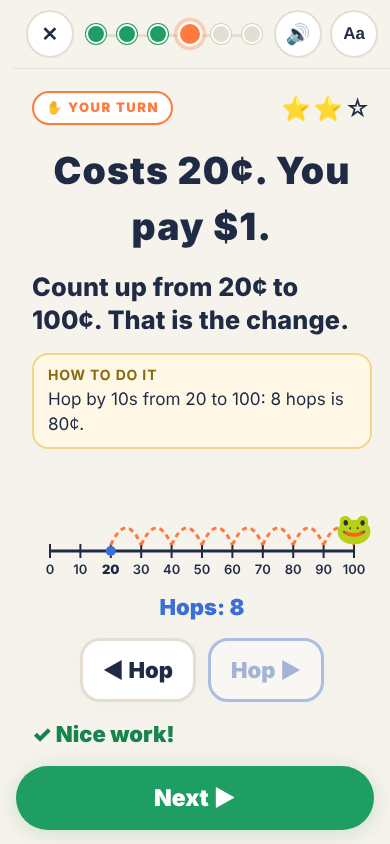 ✕ Aa
✋ YOUR TURN
Costs 20¢. You
pay $1.
Count up from 20¢ to
100¢. That is the change.
HOW TO DO IT
Hop by 10s from 20 to 100: 8 hops is
80¢.
0 10 20 30 40 50 60 70 80 90 100
Hops: 8
◀ Hop Hop ▶
✓ Nice work!
Next ▶